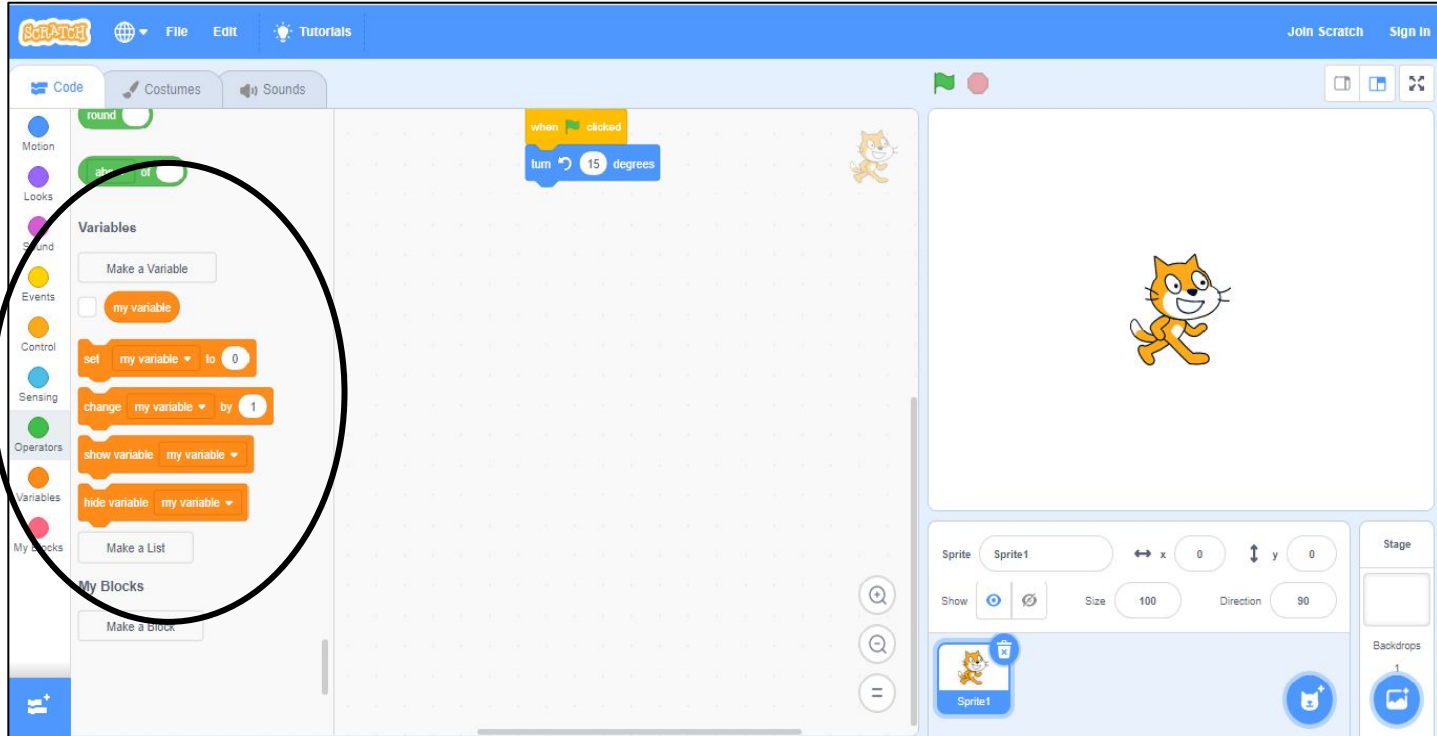 SCRATCH File Edit Tutorials Join Scratch Sign in
Code Costumes Sounds
Motion
Looks
Sound
Events
Control
Sensing
Operators
Variables
My Blocks
round
abs of
Variables
Make a Variable
my variable
set my variable to 0
change my variable by 1
show variable my variable
hide variable my variable
Make a List
My Blocks
Make a Block
when clicked
turn 15 degrees
Sprite Sprite1 x 0 y 0
Show Size 100 Direction 90
Sprite1
Stage
Backdrops
1